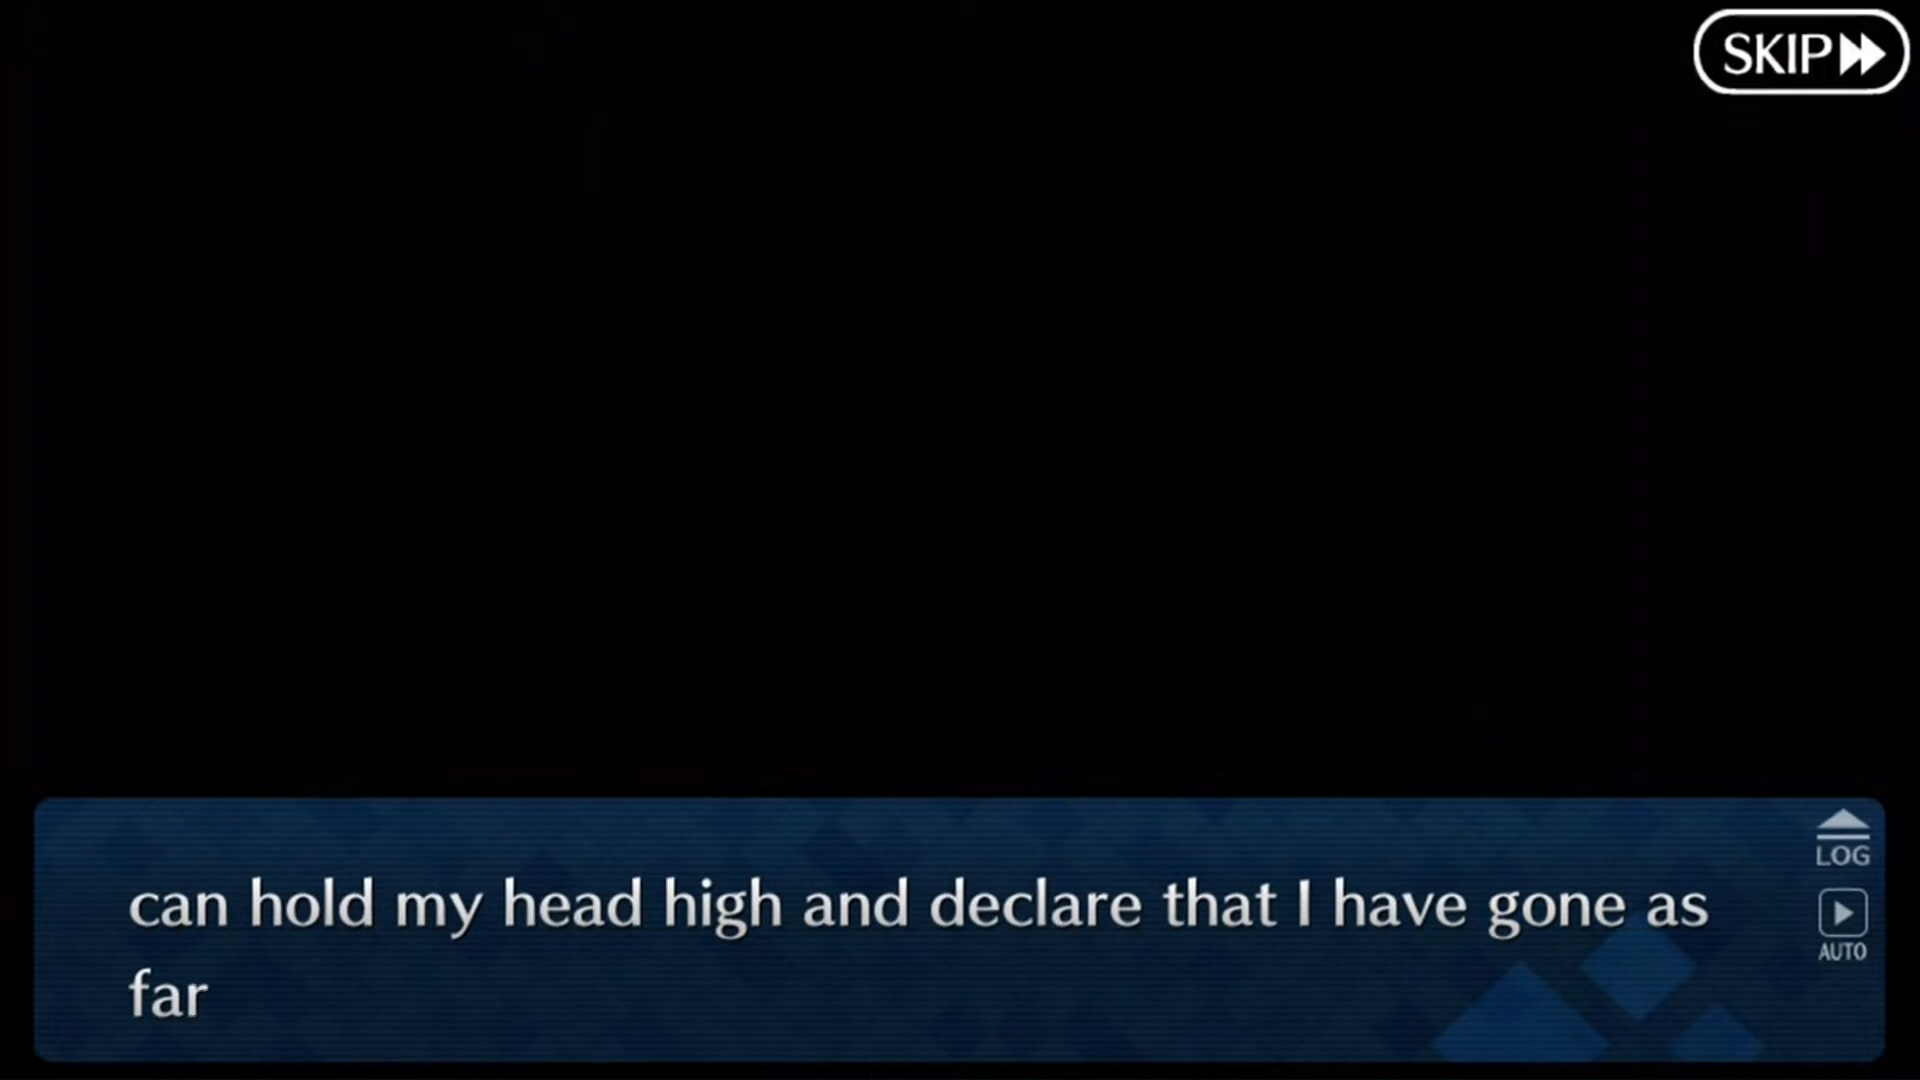 SKIP
LOG
can hold my head high and declare that I have gone as
far
AUTO